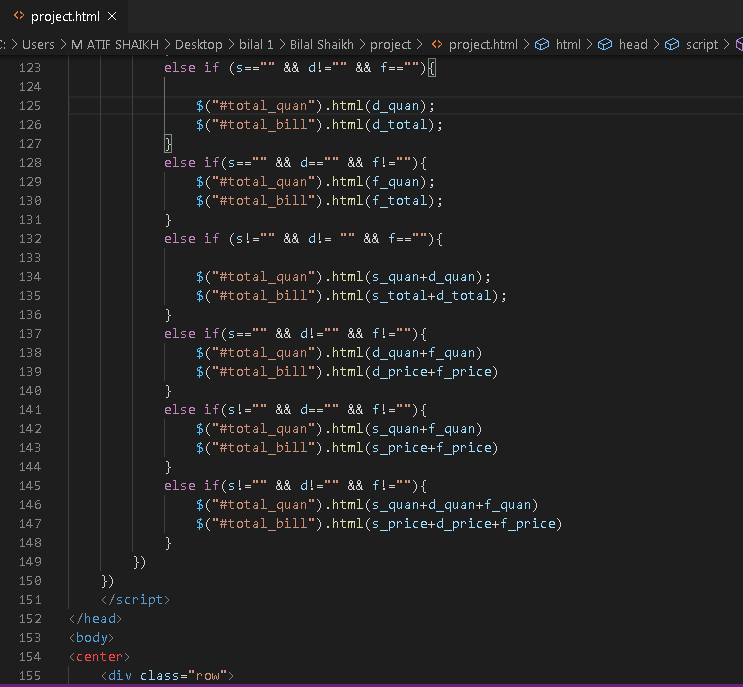 <> project.html ×
C: > Users > M ATIF SHAIKH > Desktop > bilal 1 > Bilal Shaikh > project > <> project.html > html > head > script >
123 else if (s=="" && d!="" && f==""){
124
125 $("#total_quan").html(d_quan);
126 $("#total_bill").html(d_total);
127 }
128 else if(s=="" && d=="" && f!=""){
129 $("#total_quan").html(f_quan);
130 $("#total_bill").html(f_total);
131 }
132 else if (s!="" && d!= "" && f==""){
133
134 $("#total_quan").html(s_quan+d_quan);
135 $("#total_bill").html(s_total+d_total);
136 }
137 else if(s=="" && d!="" && f!=""){
138 $("#total_quan").html(d_quan+f_quan)
139 $("#total_bill").html(d_price+f_price)
140 }
141 else if(s!="" && d=="" && f!=""){
142 $("#total_quan").html(s_quan+f_quan)
143 $("#total_bill").html(s_price+f_price)
144 }
145 else if(s!="" && d!="" && f!=""){
146 $("#total_quan").html(s_quan+d_quan+f_quan)
147 $("#total_bill").html(s_price+d_price+f_price)
148 }
149 })
150 })
151 </script>
152 </head>
153 <body>
154 <center>
155 <div class="row">